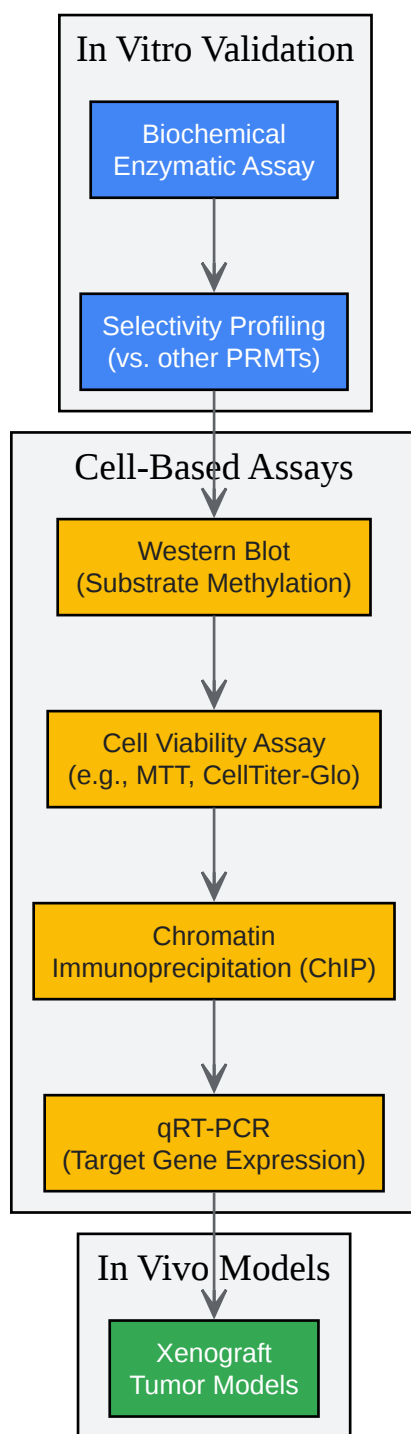 In Vitro Validation
Biochemical
Enzymatic Assay
Selectivity Profiling
(vs. other PRMTs)
Cell-Based Assays
Western Blot
(Substrate Methylation)
Cell Viability Assay
(e.g., MTT, CellTiter-Glo)
Chromatin
Immunoprecipitation (ChIP)
qRT-PCR
(Target Gene Expression)
In Vivo Models
Xenograft
Tumor Models